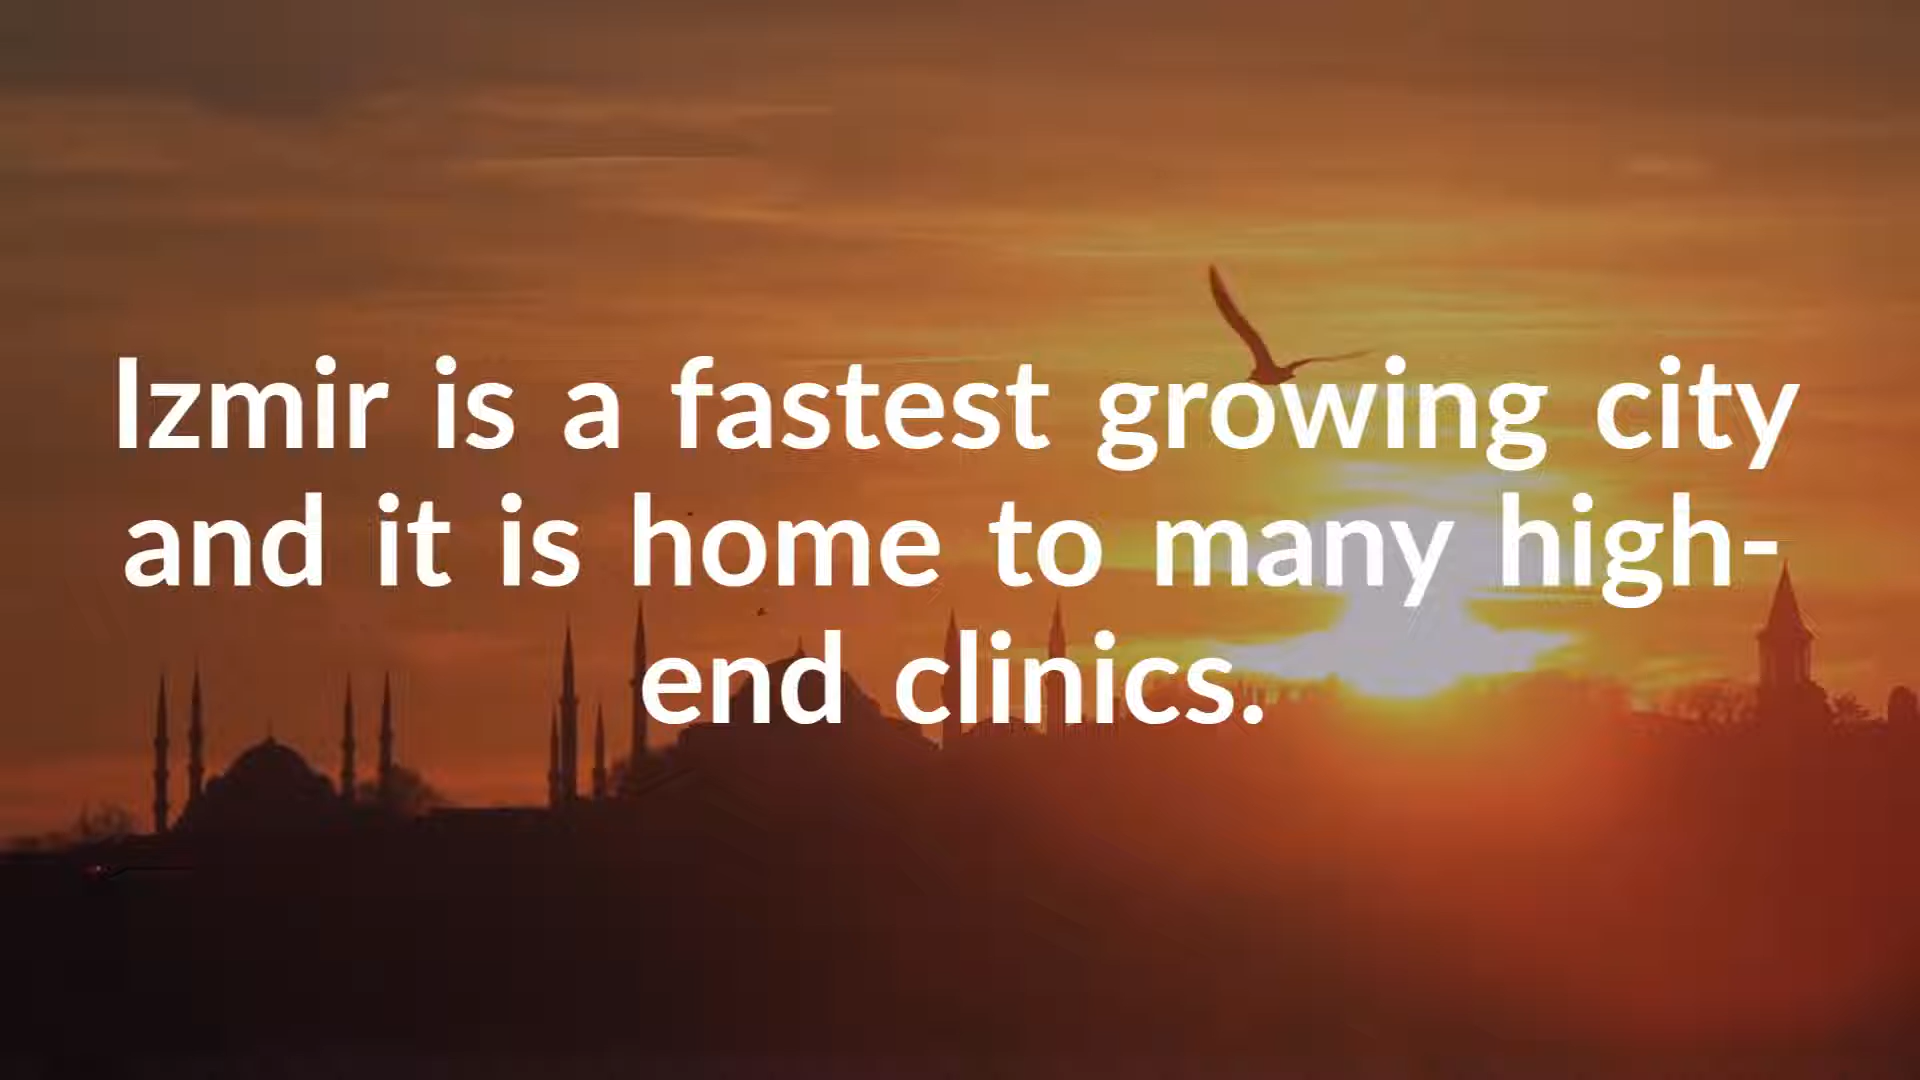 Izmir is a fastest growing city
and it is home to many high-
end clinics.